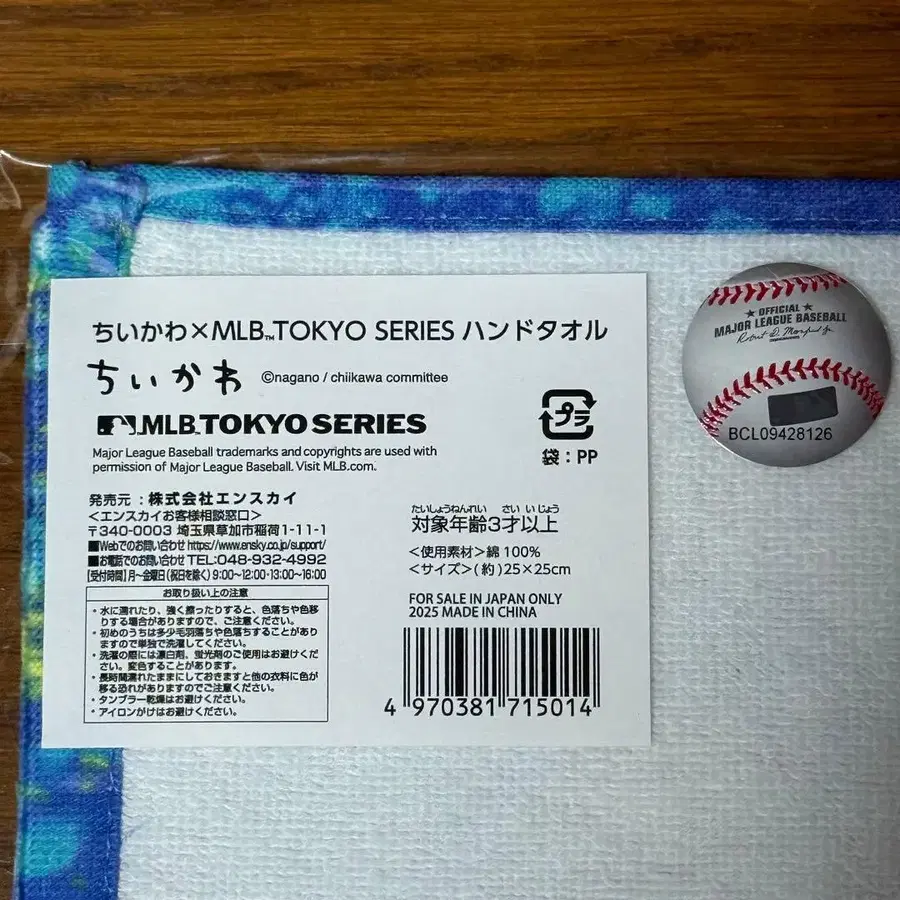 ちいかわ×MLB™ TOKYO SERIES ハンドタオル
ちいかわ ©nagano / chiikawa committee
MLB™ TOKYO SERIES
Major League Baseball trademarks and copyrights are used with
permission of Major League Baseball. Visit MLB.com.
プラ
袋：PP
発売元：株式会社エンスカイ
＜エンスカイお客様相談窓口＞
〒340-0003 埼玉県草加市稲荷1-11-1
■Webでのお問い合わせ https://www.ensky.co.jp/support/
■お電話でのお問い合わせ TEL:048-932-4992
【受付時間】月～金曜日(祝日を除く) 9:00～12:00・13:00～16:00
お取り扱い上の注意
・水に濡れたり、強く擦ったりすると、色落ちや色移
りする場合がありますので、ご注意ください。
・初めのうちは多少毛羽落ちや色落ちすることがあり
ますので単独で洗濯してください。
・洗濯の際には漂白剤、蛍光剤のご使用はお避けくだ
さい。変色することがあります。
・長時間濡れたままにしておきますと他の衣料に色が
移る恐れがありますのでご注意ください。
・タンブラー乾燥はお避けください。
・アイロンがけはお避けください。
たいしょうねんれい さい いじょう
対象年齢3才以上
＜使用素材＞綿 100%
＜サイズ＞(約)25×25cm
FOR SALE IN JAPAN ONLY
2025 MADE IN CHINA
4 970381 715014
OFFICIAL
MAJOR LEAGUE BASEBALL
Robert D. Manfred Jr.
BCL09428126